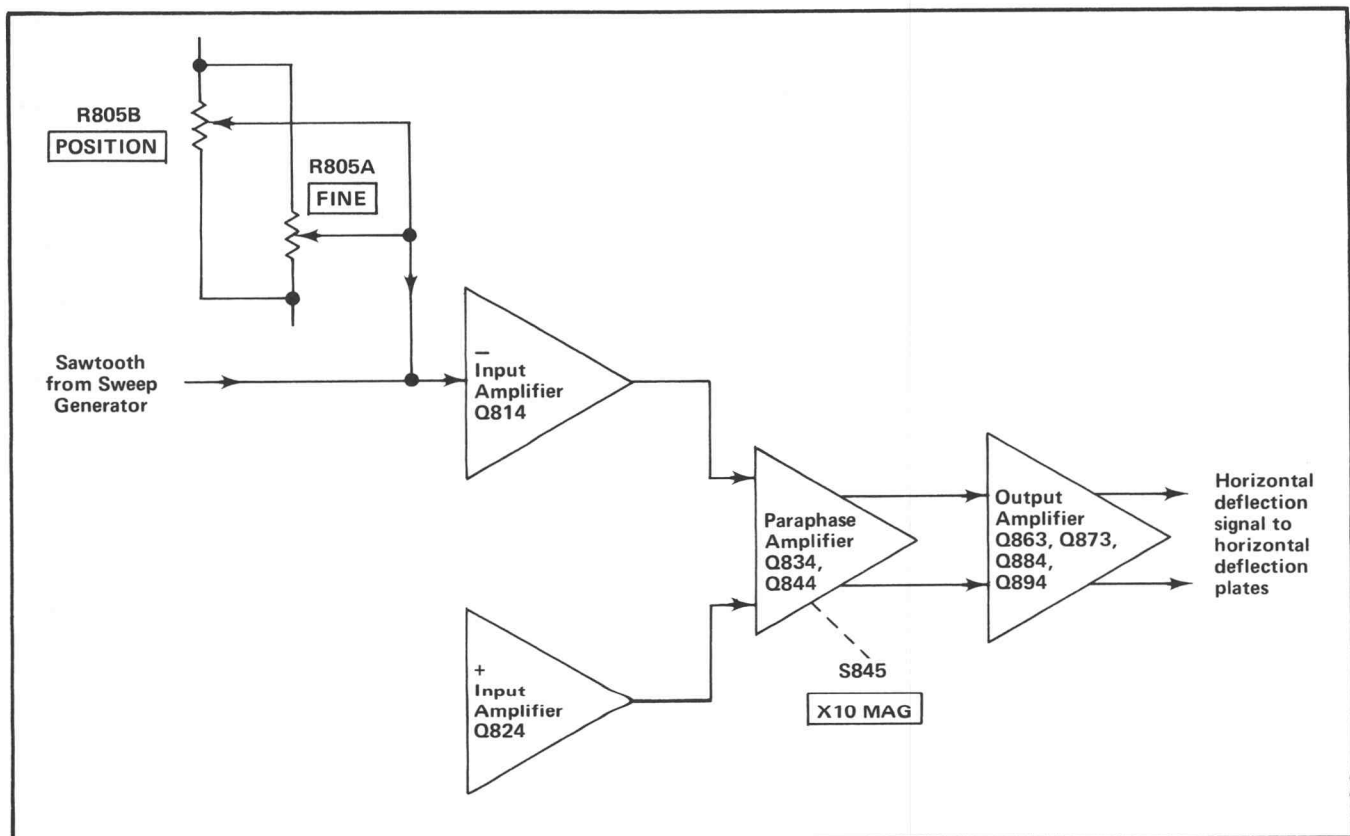 R805B
POSITION
R805A
FINE
Sawtooth
from Sweep
Generator
−
Input
Amplifier
Q814
+
Input
Amplifier
Q824
Paraphase
Amplifier
Q834,
Q844
S845
X10 MAG
Output
Amplifier
Q863, Q873,
Q884,
Q894
Horizontal
deflection
signal to
horizontal
deflection
plates